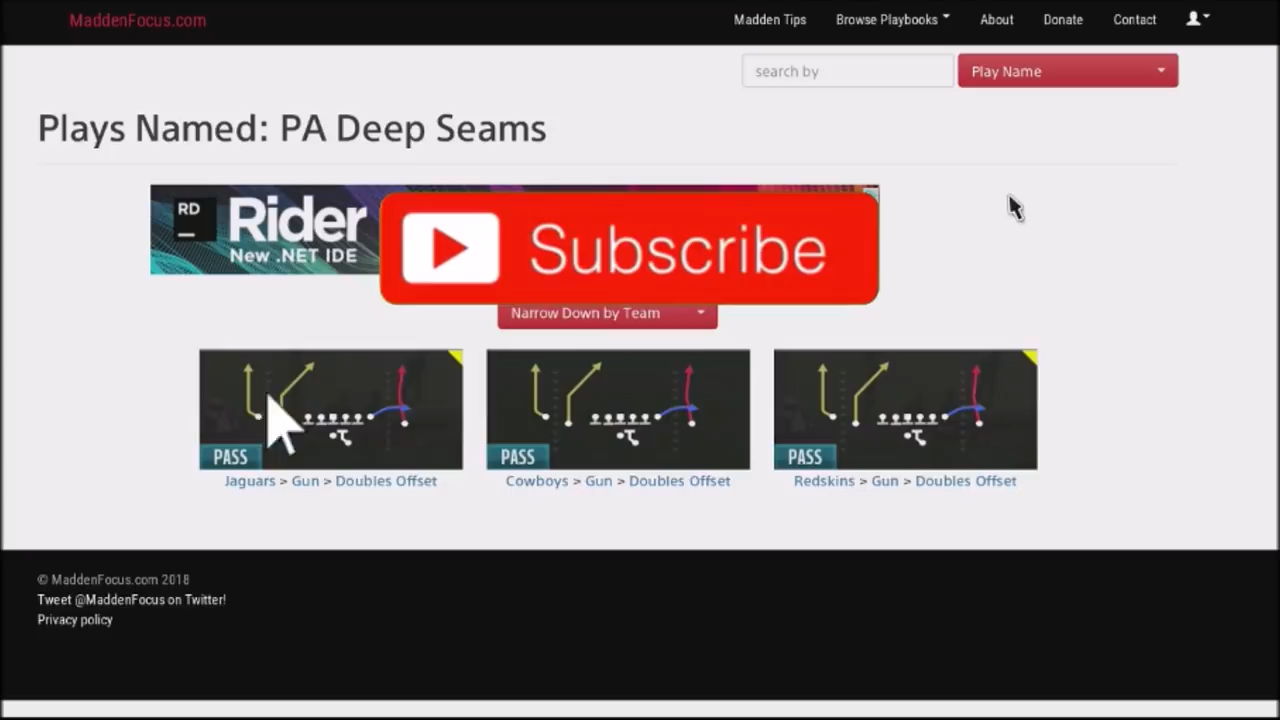 MaddenFocus.com
Madden Tips Browse Playbooks About Donate Contact
search by Play Name
Plays Named: PA Deep Seams
RD
Rider
New .NET IDE
Subscribe
Narrow Down by Team
PASS PASS PASS
Jaguars > Gun > Doubles Offset Cowboys > Gun > Doubles Offset Redskins > Gun > Doubles Offset
© MaddenFocus.com 2018
Tweet @MaddenFocus on Twitter!
Privacy policy